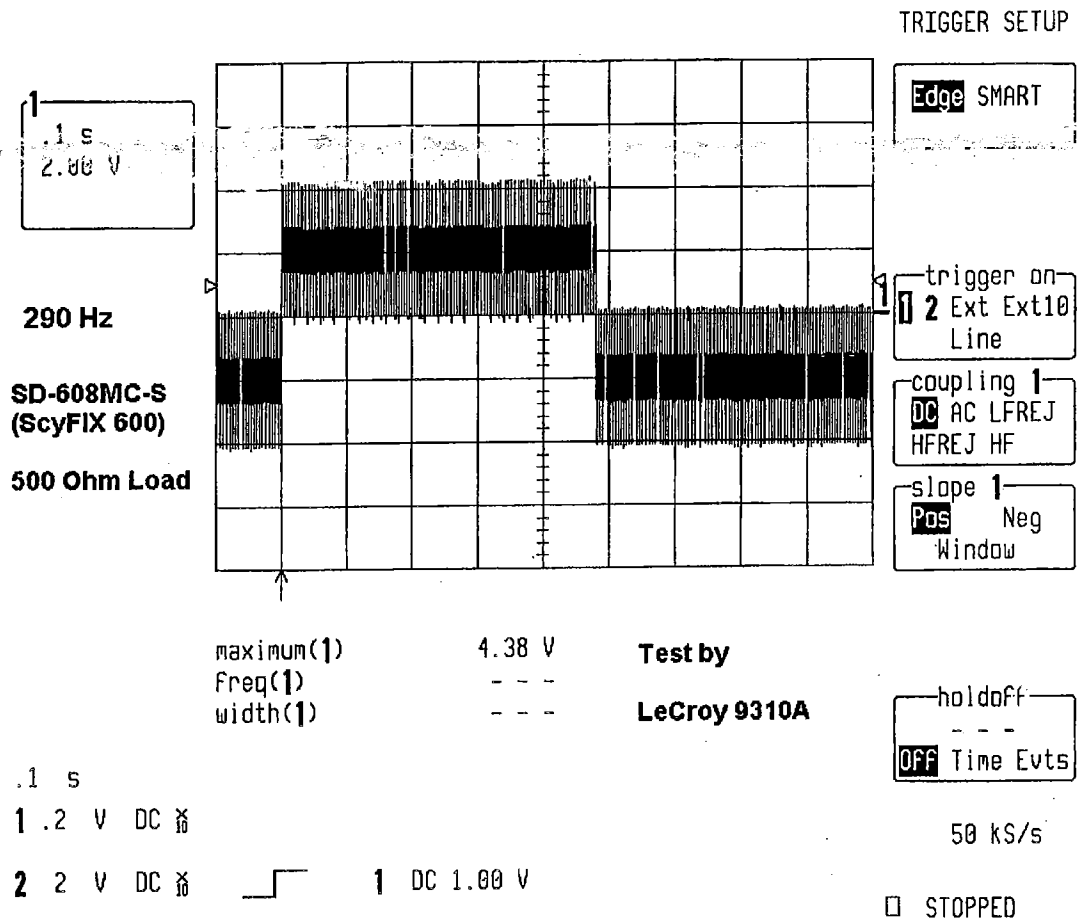 TRIGGER SETUP
1
.1 s
2.00 V
Edge SMART
290 Hz
SD-608MC-S
(ScyFIX 600)
500 Ohm Load
1
trigger on
1 2 Ext Ext10
Line
coupling 1
DC AC LFREJ
HFREJ HF
slope 1
Pos Neg
Window
maximum(1) 4.38 V
Freq(1) - - -
width(1) - - -
Test by
LeCroy 9310A
holdoff
- - -
Off Time Evts
.1 s
1 .2 V DC X10
2 2 V DC X10
1 DC 1.00 V
50 kS/s
STOPPED